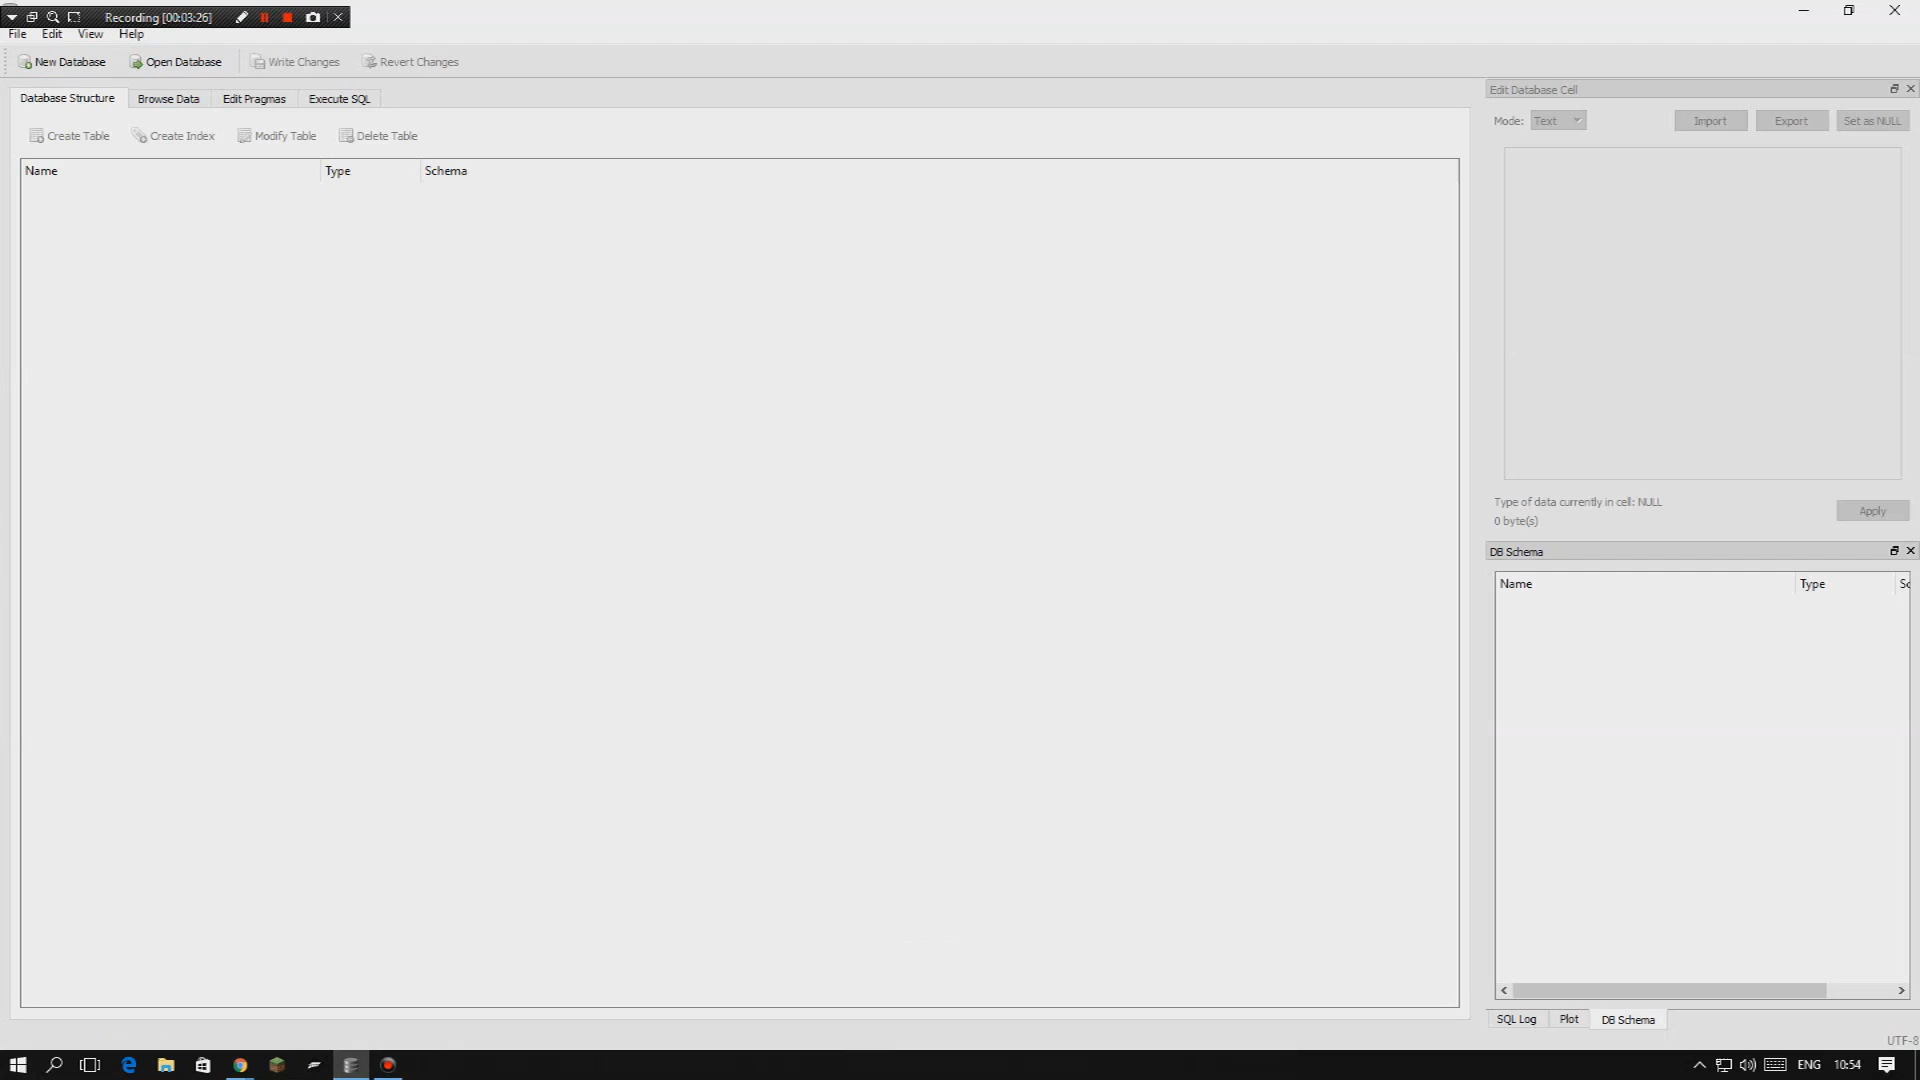 Recording [00:03:26]
File Edit View Help
New Database Open Database Write Changes Revert Changes
Database Structure Browse Data Edit Pragmas Execute SQL
Create Table Create Index Modify Table Delete Table
Name Type Schema
Edit Database Cell
Mode: Text Import Export Set as NULL
Type of data currently in cell: NULL
0 byte(s)
Apply
DB Schema
Name Type Sc
SQL Log Plot DB Schema
UTF-8
ENG 10:54